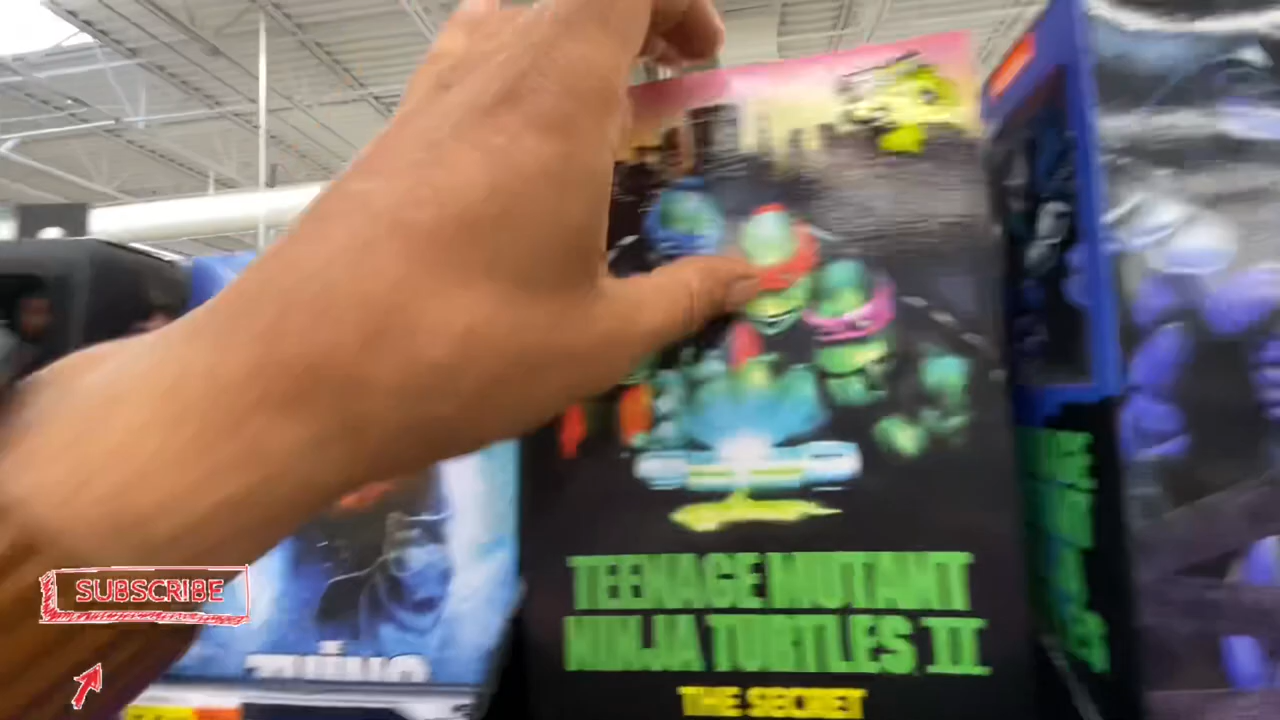 TEENAGE MUTANT
NINJA TURTLES II
THE SECRET
SUBSCRIBE